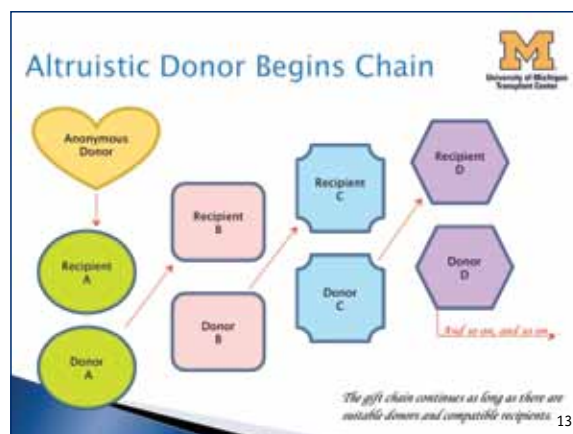 Altruistic Donor Begins Chain
M
University of Michigan
Transplant Center
Anonymous
Donor
Recipient
A
Donor
A
Recipient
B
Donor
B
Recipient
C
Donor
C
Recipient
D
Donor
D
And so on, and so on
The gift chain continues as long as there are
suitable donors and compatible recipients.
13